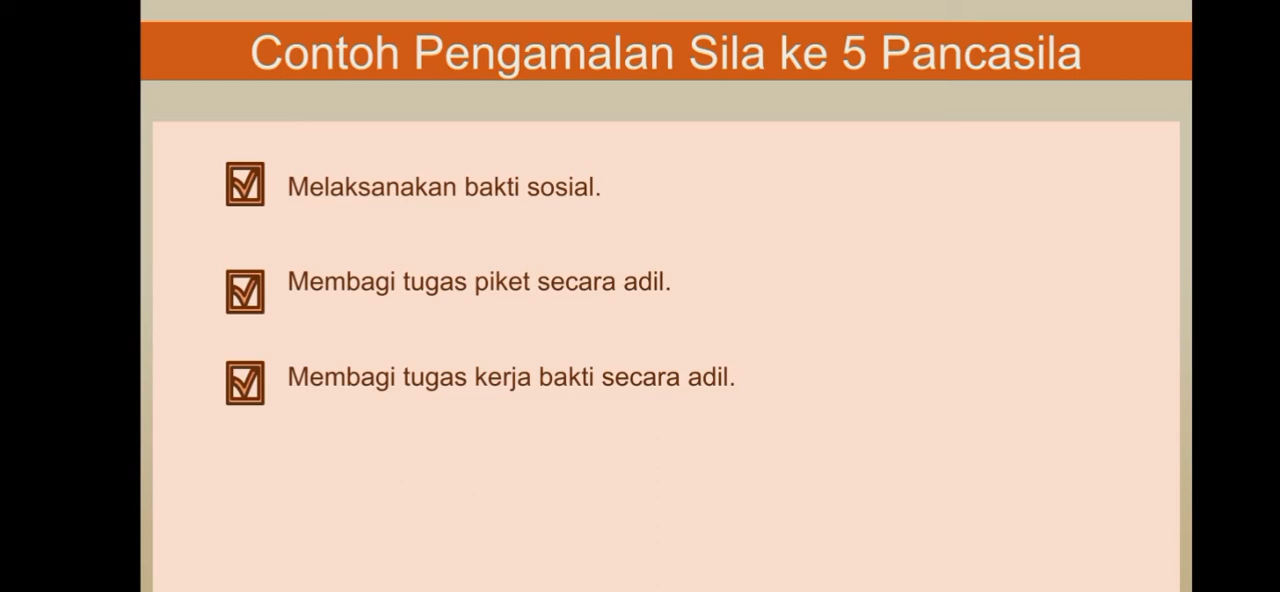 Contoh Pengamalan Sila ke 5 Pancasila
Melaksanakan bakti sosial.
Membagi tugas piket secara adil.
Membagi tugas kerja bakti secara adil.